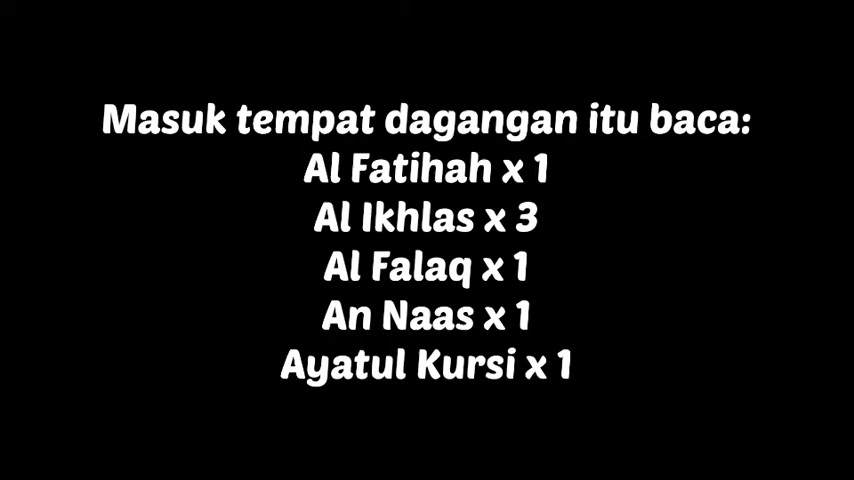 Masuk tempat dagangan itu baca:
Al Fatihah x 1
Al Ikhlas x 3
Al Falaq x 1
An Naas x 1
Ayatul Kursi x 1